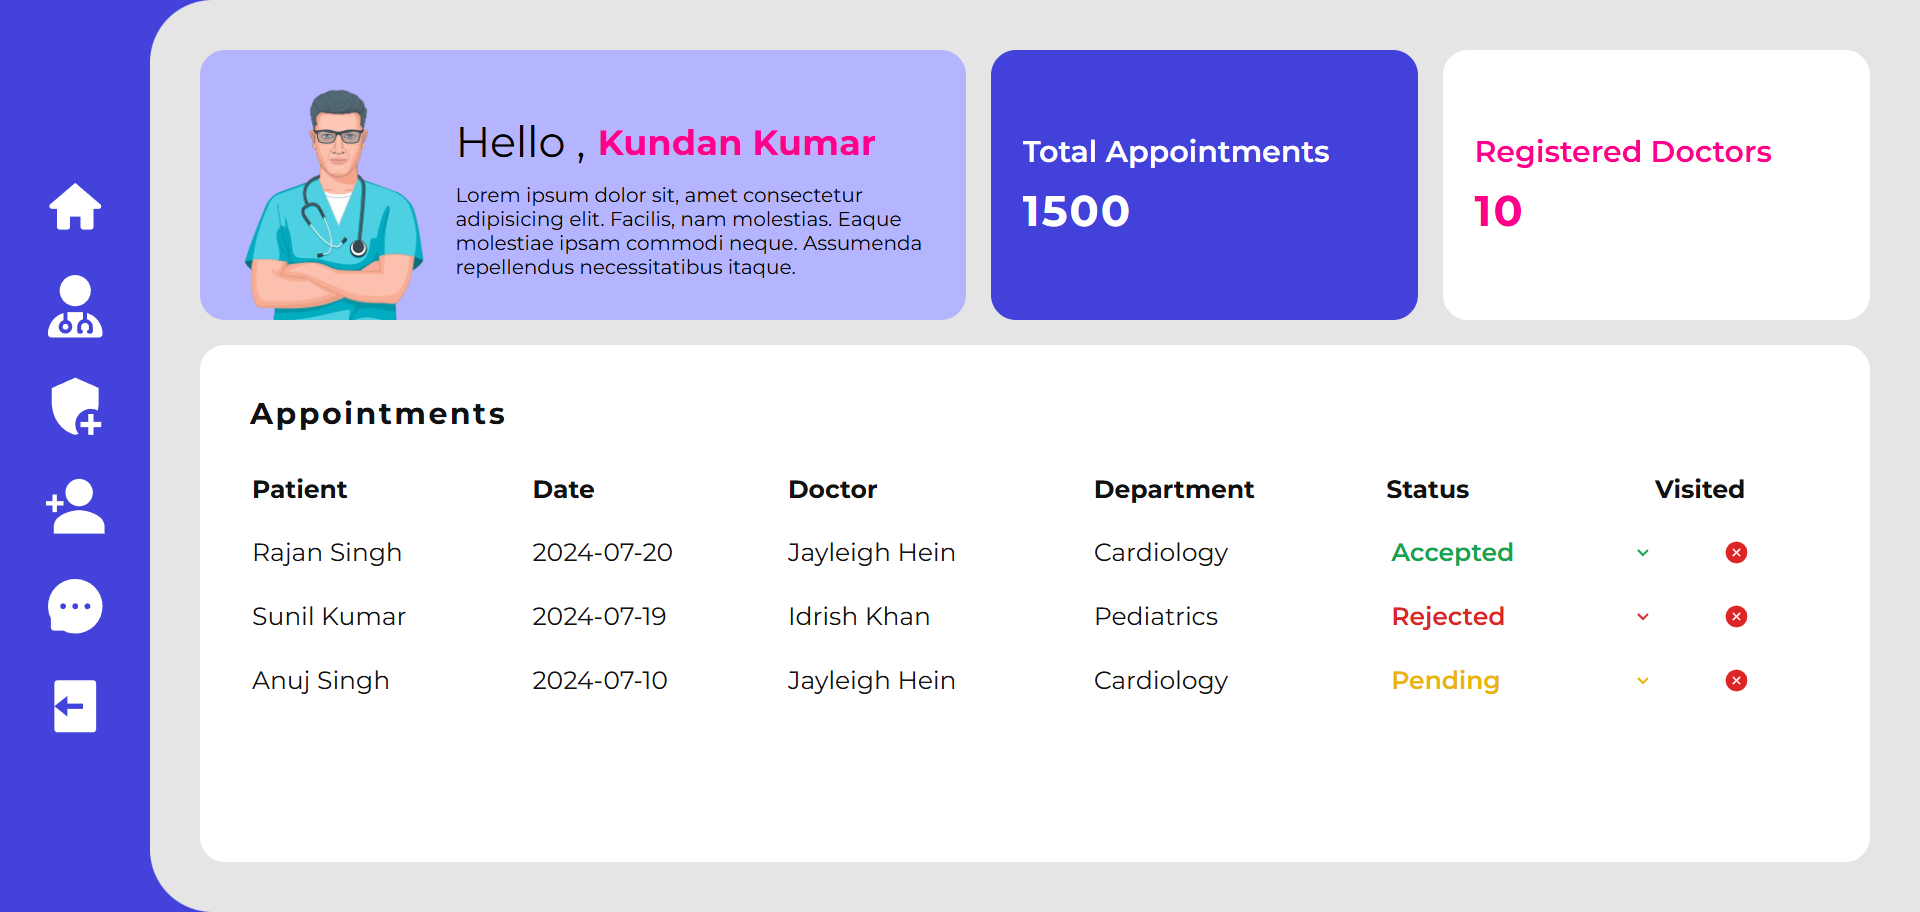 Hello , Kundan Kumar
Lorem ipsum dolor sit, amet consectetur
adipisicing elit. Facilis, nam molestias. Eaque
molestiae ipsam commodi neque. Assumenda
repellendus necessitatibus itaque.
Total Appointments
1500
Registered Doctors
10
Appointments
Patient Date Doctor Department Status Visited
Rajan Singh 2024-07-20 Jayleigh Hein Cardiology Accepted
Sunil Kumar 2024-07-19 Idrish Khan Pediatrics Rejected
Anuj Singh 2024-07-10 Jayleigh Hein Cardiology Pending